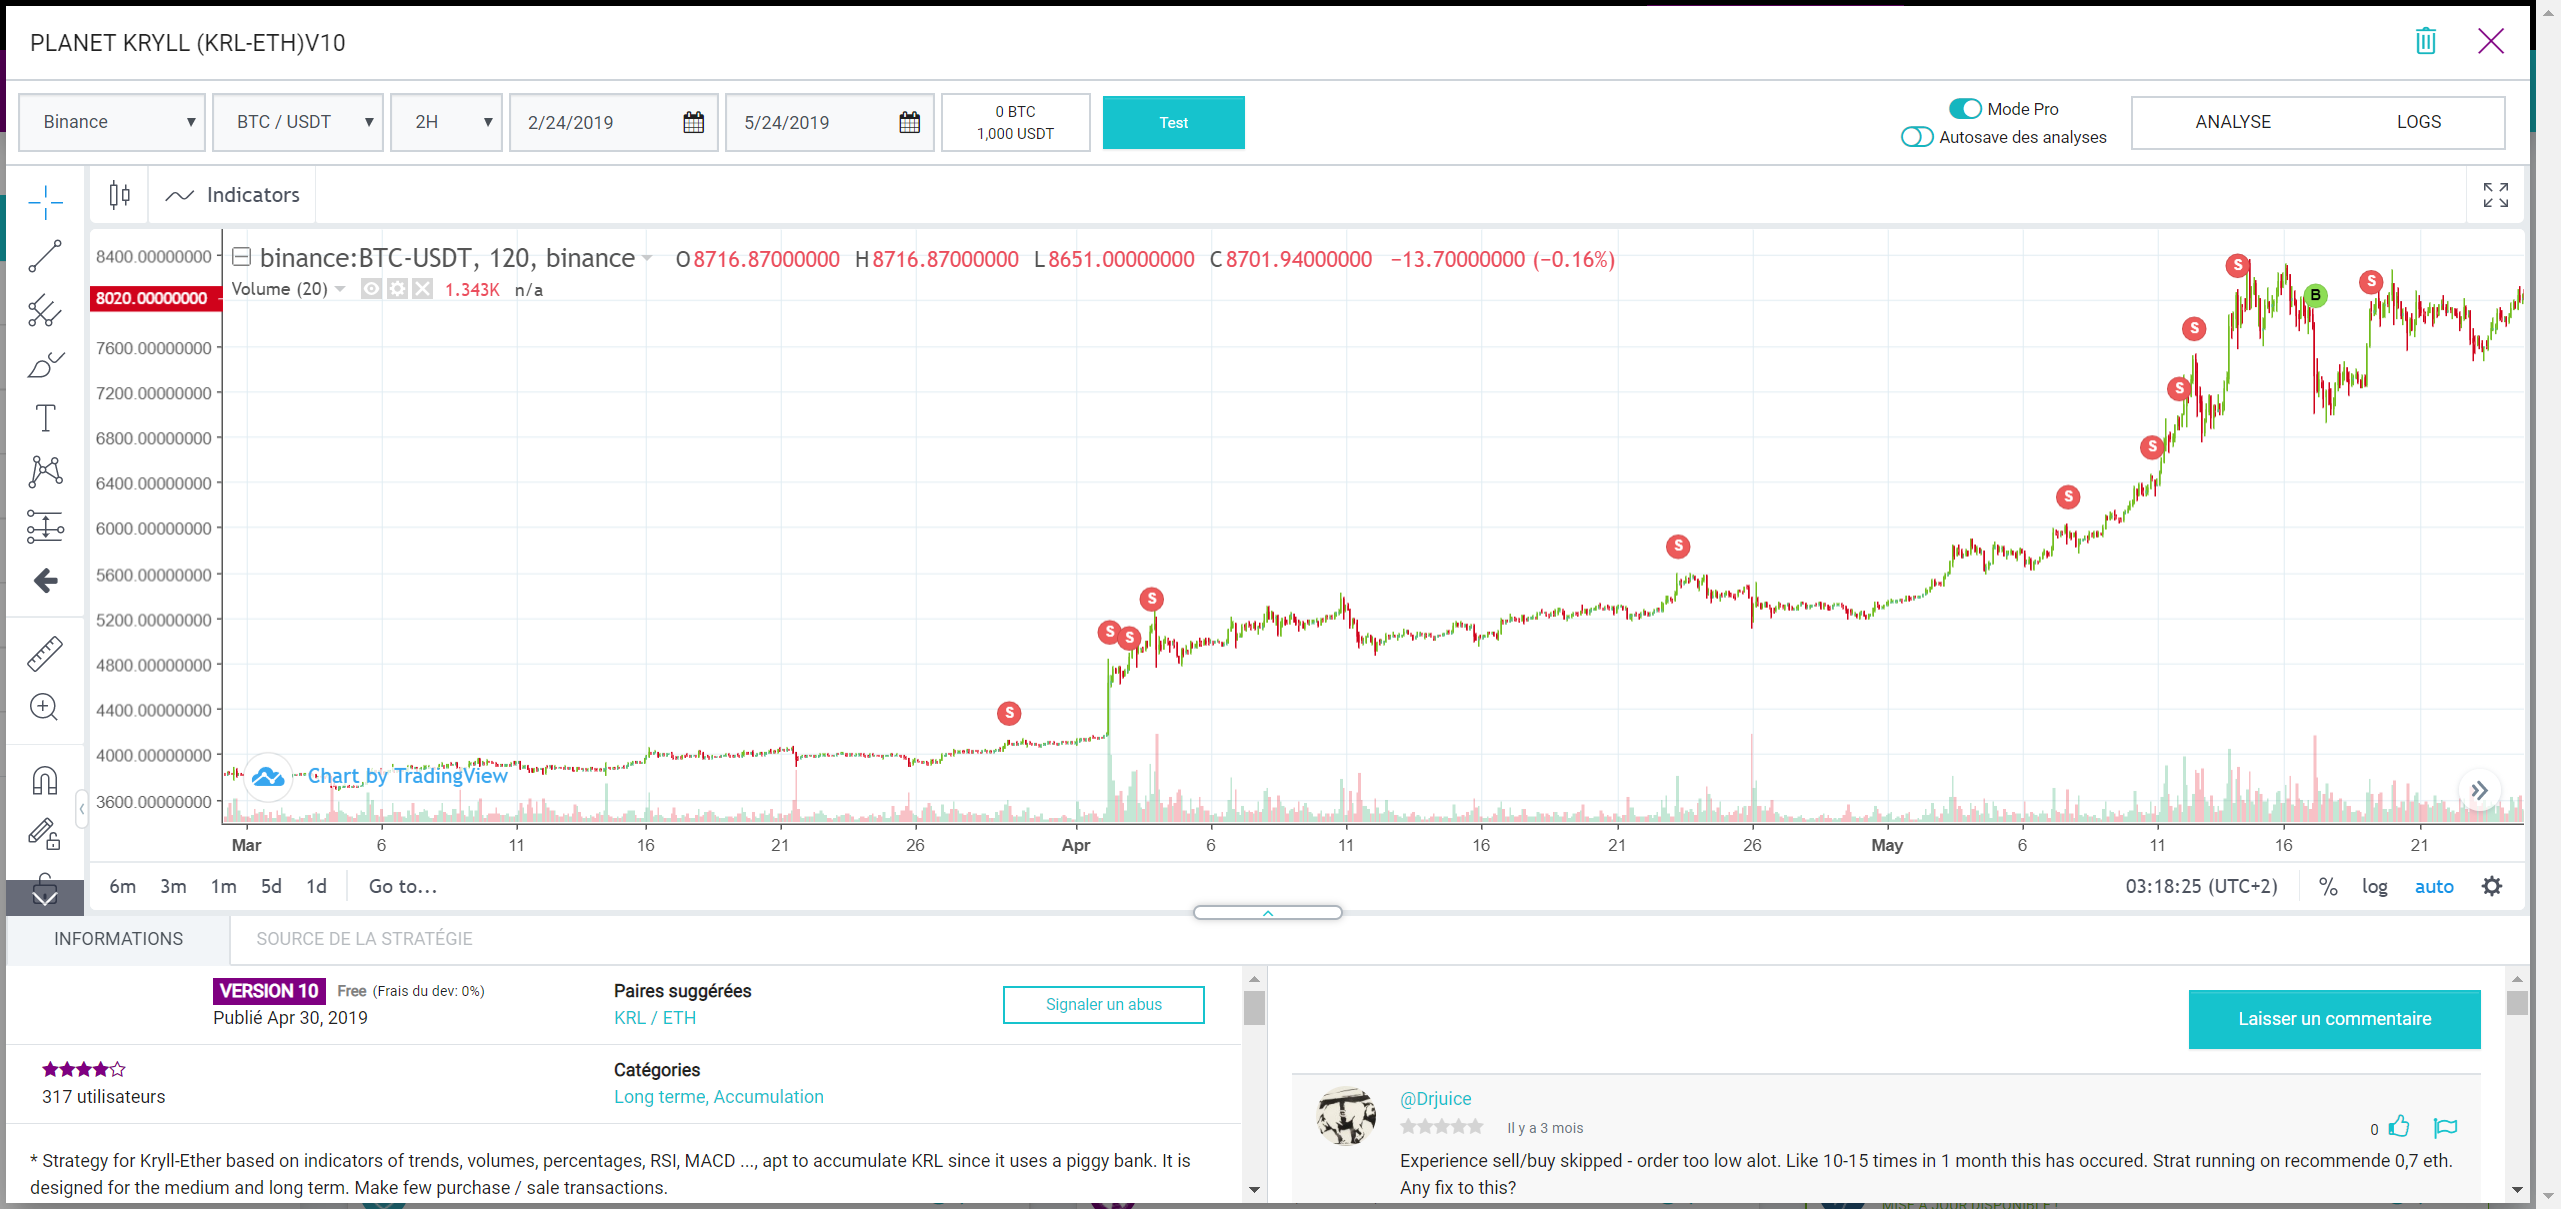 PLANET KRYLL (KRL-ETH)V10
Binance
BTC / USDT
2H
2/24/2019
5/24/2019
0 BTC
1,000 USDT
Test
Mode Pro
Autosave des analyses
ANALYSE
LOGS
Indicators
binance:BTC-USDT, 120, binance
O8716.87000000 H8716.87000000 L8651.00000000 C8701.94000000 −13.70000000 (−0.16%)
Volume (20)
1.343K n/a
8400.00000000
8020.00000000
7600.00000000
7200.00000000
6800.00000000
6400.00000000
6000.00000000
5600.00000000
5200.00000000
4800.00000000
4400.00000000
4000.00000000
3600.00000000
S
S
S
S
S
S
S
S
S
S
B
S
Chart by TradingView
Mar 6 11 16 21 26 Apr 6 11 16 21 26 May 6 11 16 21
6m 3m 1m 5d 1d Go to...
03:18:25 (UTC+2) % log auto
INFORMATIONS
SOURCE DE LA STRATÉGIE
VERSION 10 Free (Frais du dev: 0%)
Publié Apr 30, 2019
Paires suggérées
KRL / ETH
Signaler un abus
317 utilisateurs
Catégories
Long terme, Accumulation
* Strategy for Kryll-Ether based on indicators of trends, volumes, percentages, RSI, MACD ..., apt to accumulate KRL since it uses a piggy bank. It is
designed for the medium and long term. Make few purchase / sale transactions.
Laisser un commentaire
@Drjuice
Il y a 3 mois
0
Experience sell/buy skipped - order too low alot. Like 10-15 times in 1 month this has occured. Strat running on recommende 0,7 eth.
Any fix to this?
MISE À JOUR DISPONIBLE !